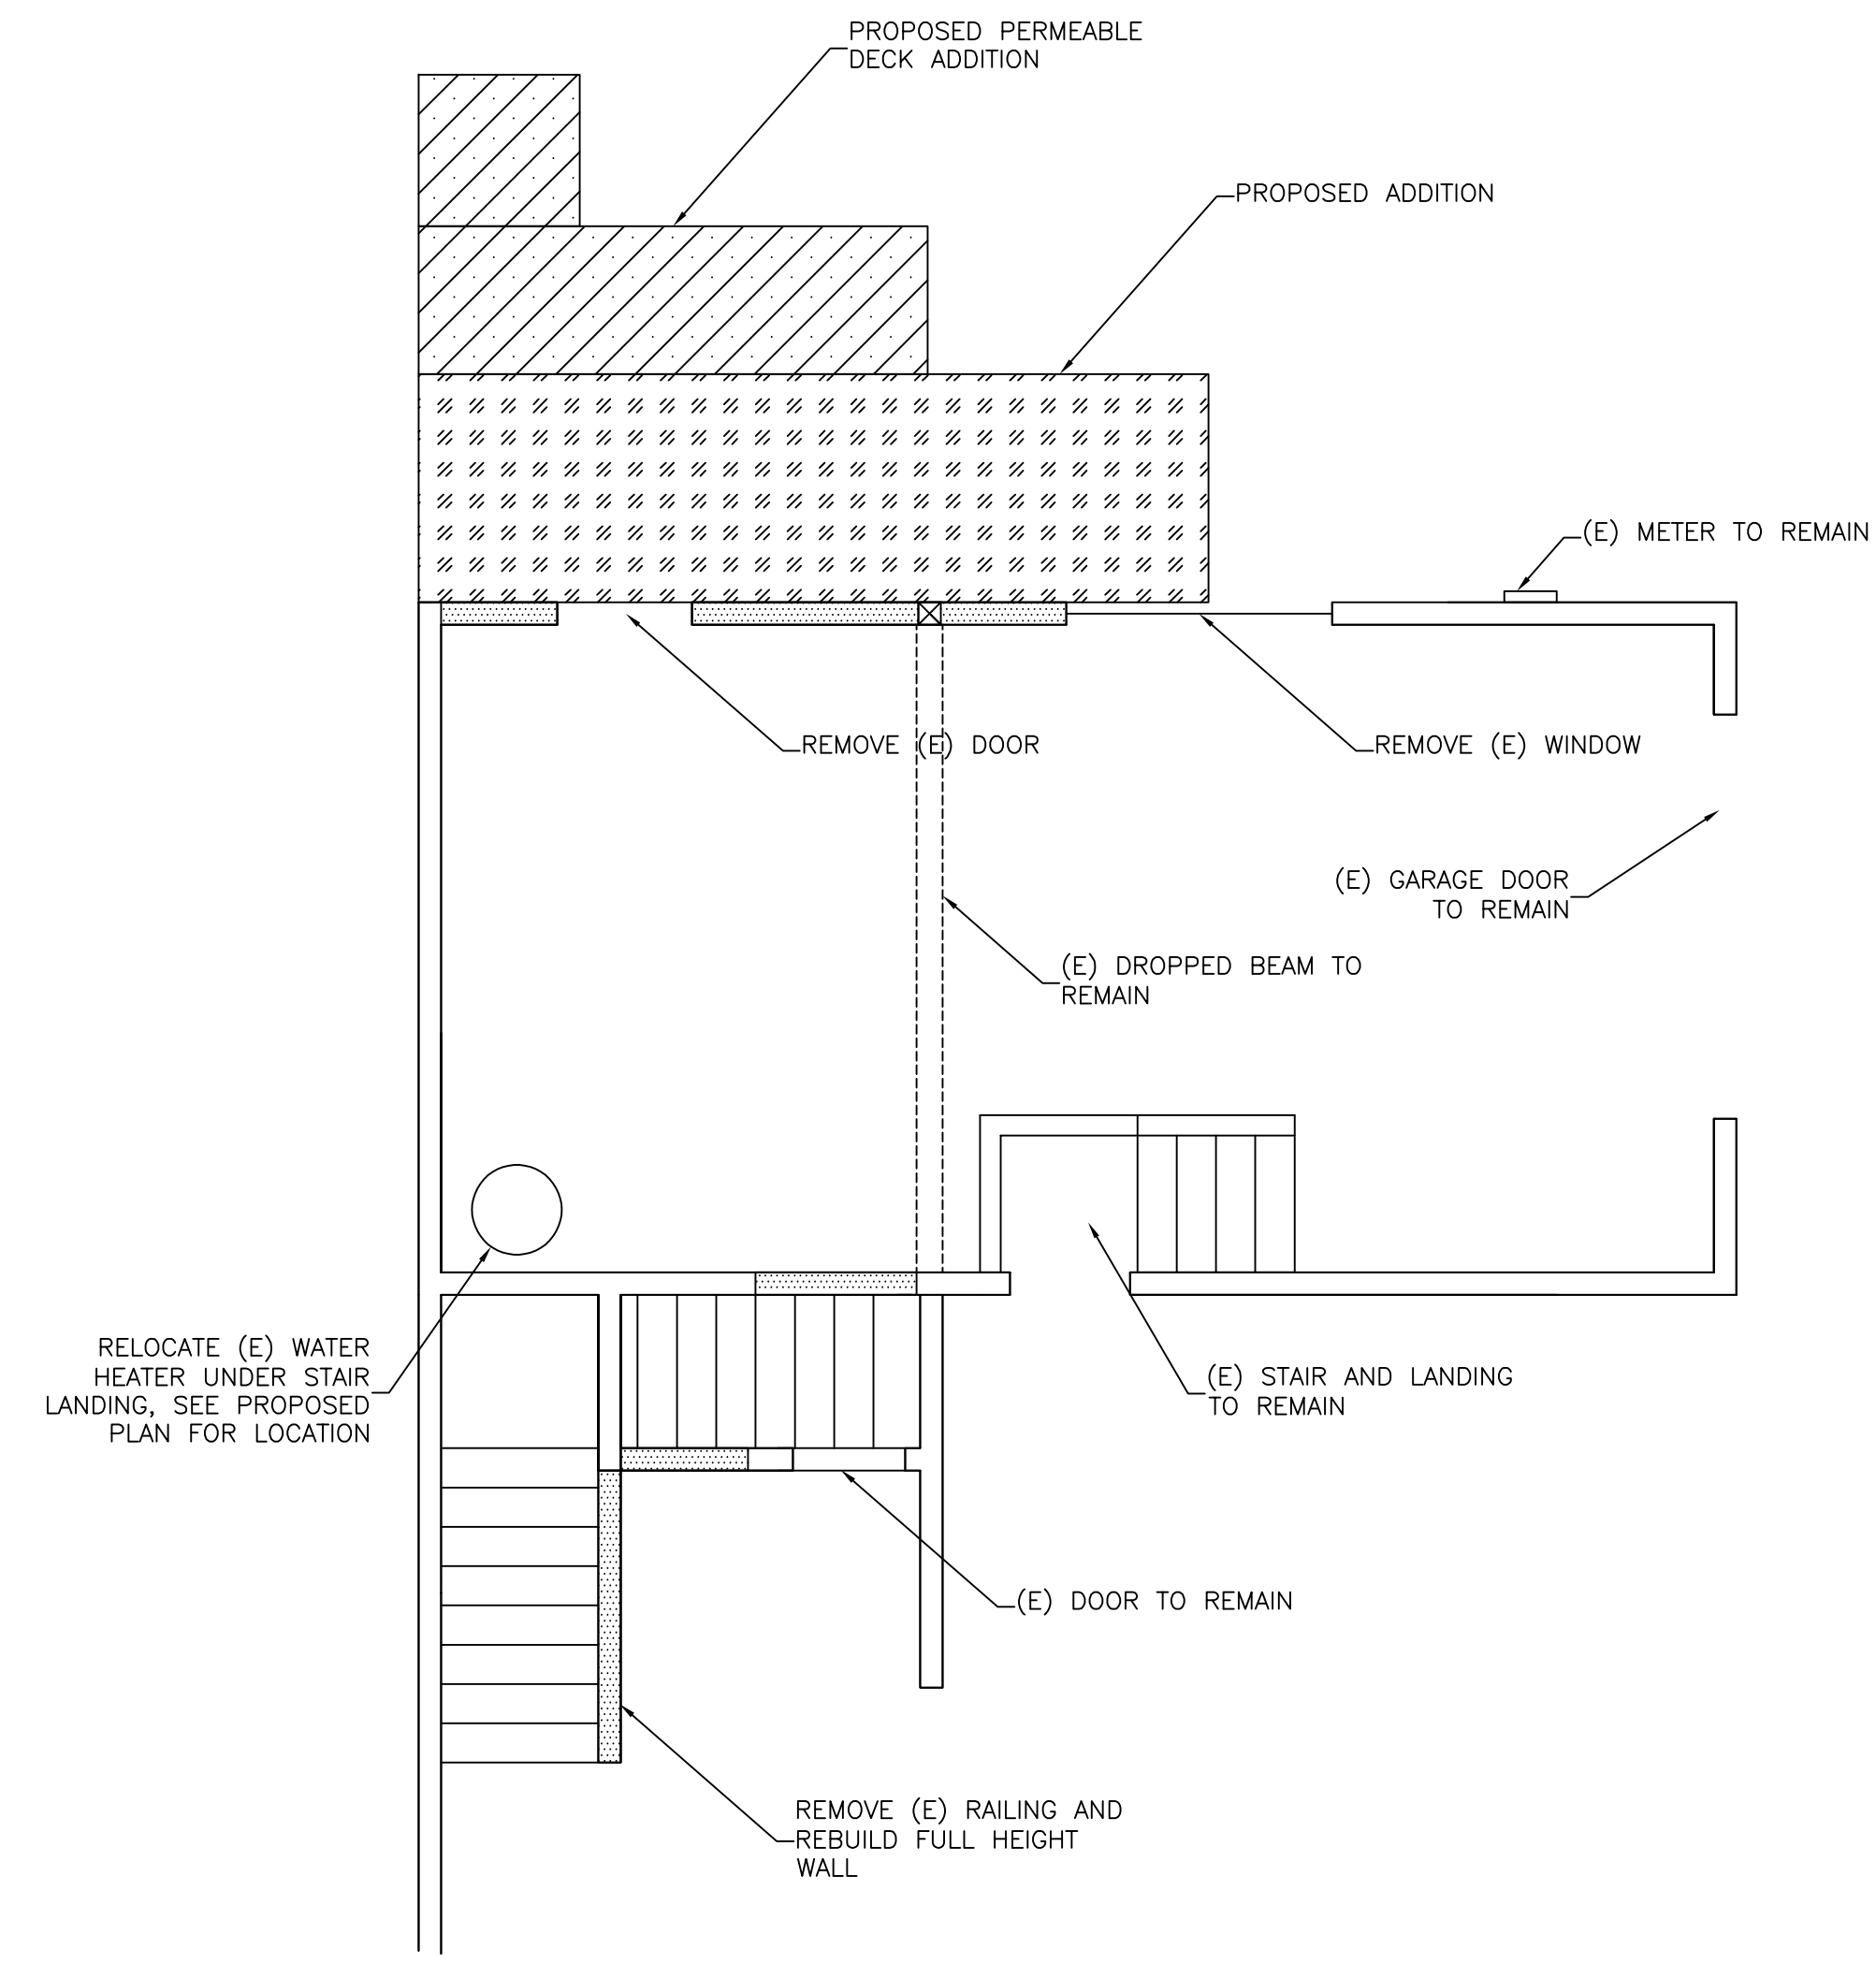 PROPOSED PERMEABLE
DECK ADDITION
PROPOSED ADDITION
(E) METER TO REMAIN
REMOVE (E) DOOR
REMOVE (E) WINDOW
(E) GARAGE DOOR
TO REMAIN
(E) DROPPED BEAM TO
REMAIN
RELOCATE (E) WATER
HEATER UNDER STAIR
LANDING, SEE PROPOSED
PLAN FOR LOCATION
(E) STAIR AND LANDING
TO REMAIN
(E) DOOR TO REMAIN
REMOVE (E) RAILING AND
REBUILD FULL HEIGHT
WALL